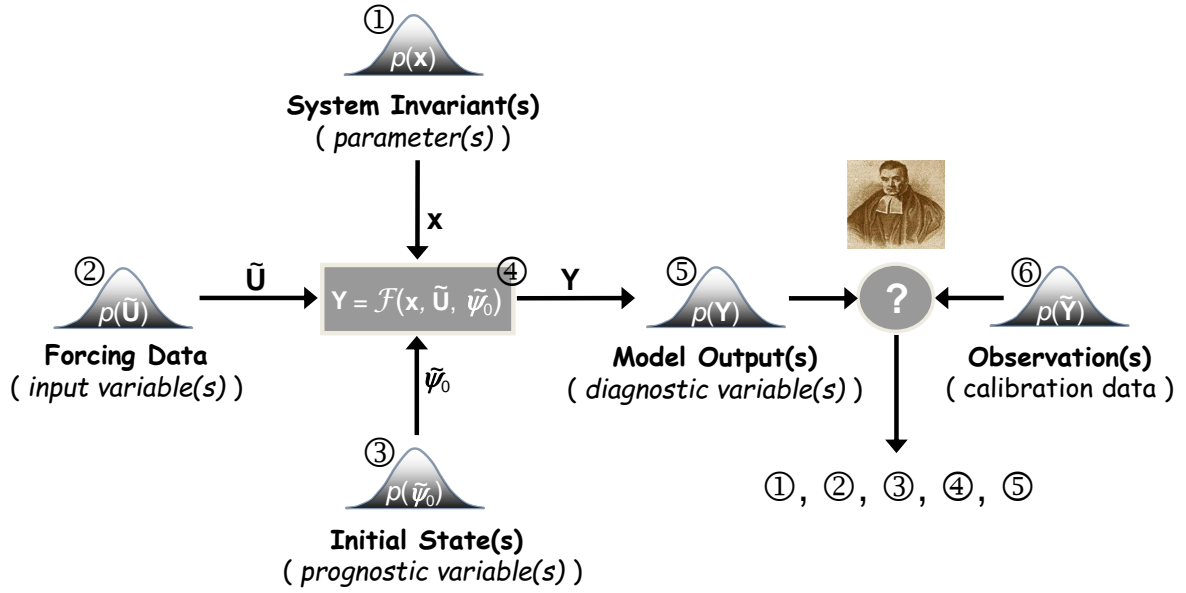 ①
p(x)
System Invariant(s)
( parameter(s) )
x
②
p(Ũ)
Forcing Data
( input variable(s) )
Ũ
④
Y = ℱ(x, Ũ, ψ̃₀)
Y
⑤
p(Y)
Model Output(s)
( diagnostic variable(s) )
?
⑥
p(Ỹ)
Observation(s)
( calibration data )
ψ̃₀
③
p(ψ̃₀)
Initial State(s)
( prognostic variable(s) )
①, ②, ③, ④, ⑤